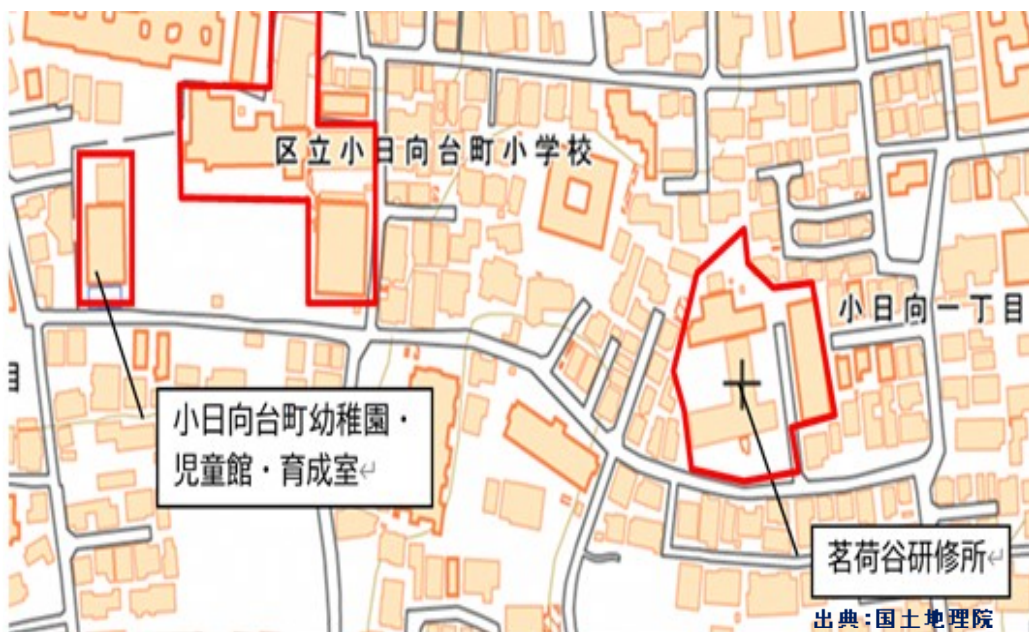 区立小日向台町小学校
小日向一丁目
目
小日向台町幼稚園・
児童館・育成室↵
茗荷谷研修所↵
出典：国土地理院